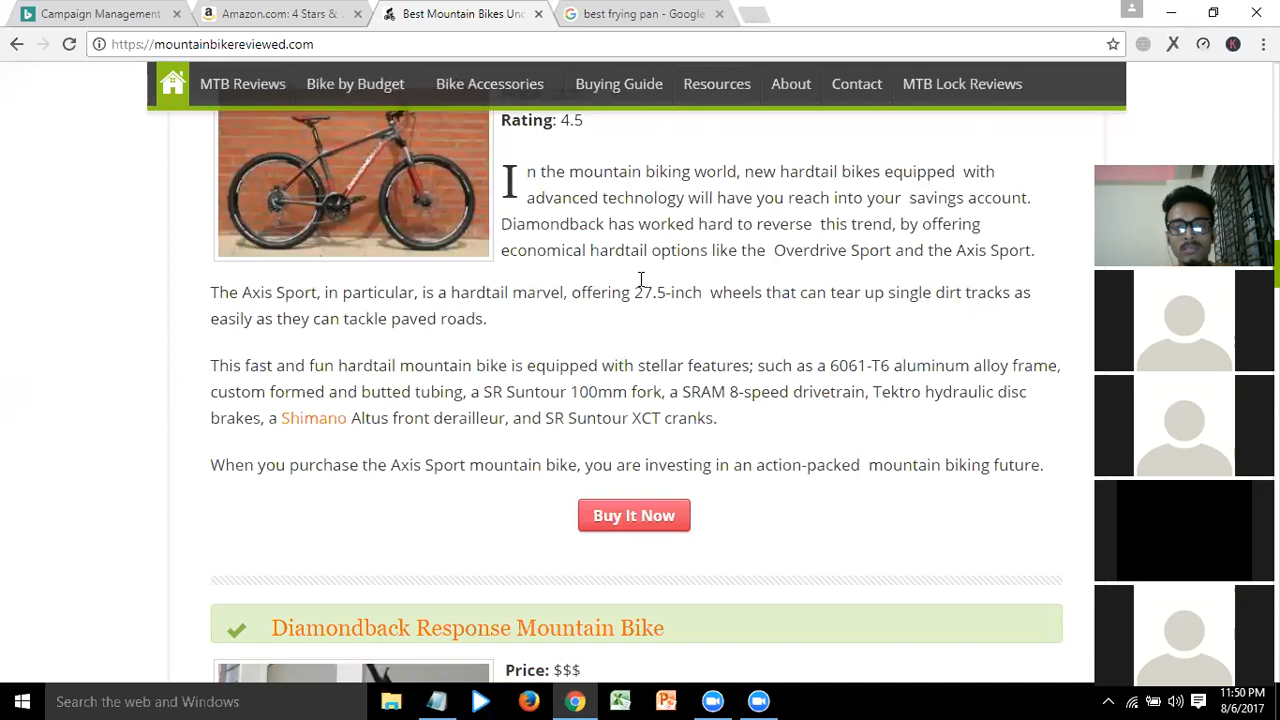 Campaign Management
Amazon.com: 4 Stars &
Best Mountain Bikes Unc
best frying pan - Google
https://mountainbikereviewed.com
MTB Reviews
Bike by Budget
Bike Accessories
Buying Guide
Resources
About
Contact
MTB Lock Reviews
Rating: 4.5
In the mountain biking world, new hardtail bikes equipped with
advanced technology will have you reach into your savings account.
Diamondback has worked hard to reverse this trend, by offering
economical hardtail options like the Overdrive Sport and the Axis Sport.
The Axis Sport, in particular, is a hardtail marvel, offering 27.5-inch wheels that can tear up single dirt tracks as
easily as they can tackle paved roads.
This fast and fun hardtail mountain bike is equipped with stellar features; such as a 6061-T6 aluminum alloy frame,
custom formed and butted tubing, a SR Suntour 100mm fork, a SRAM 8-speed drivetrain, Tektro hydraulic disc
brakes, a Shimano Altus front derailleur, and SR Suntour XCT cranks.
When you purchase the Axis Sport mountain bike, you are investing in an action-packed mountain biking future.
Buy It Now
Diamondback Response Mountain Bike
Price: $$$
Search the web and Windows
11:50 PM
8/6/2017